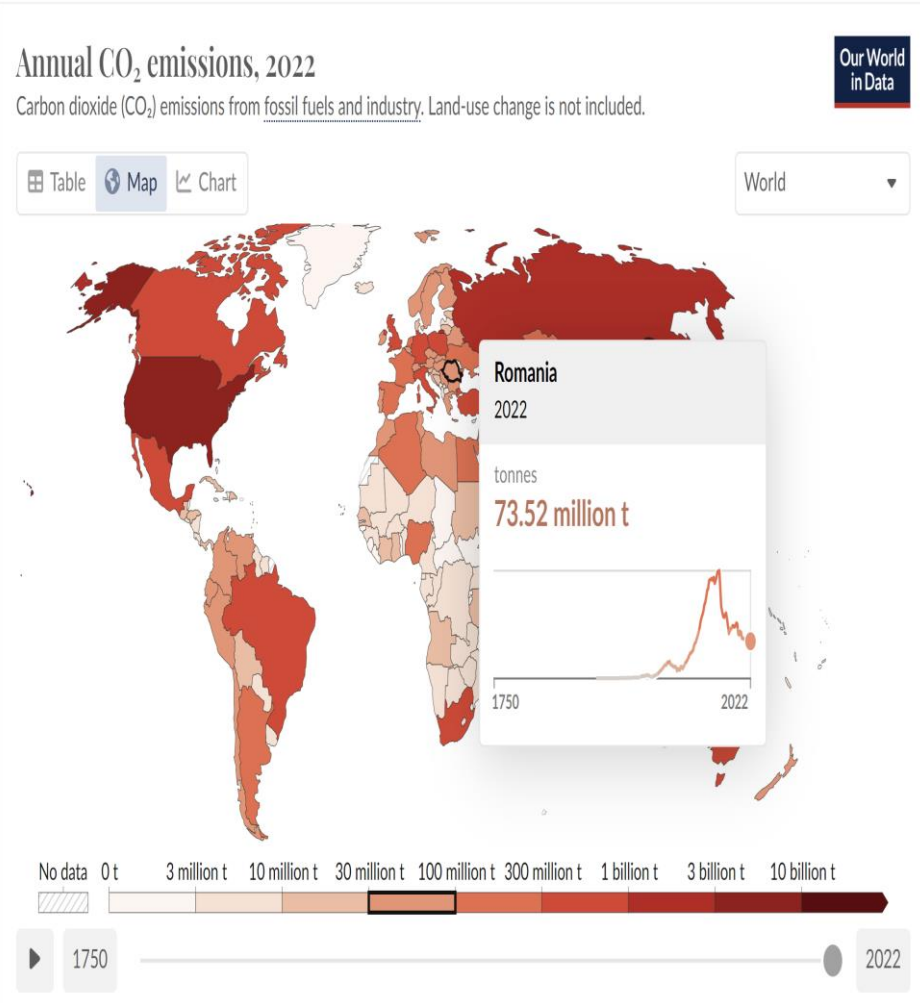 Annual CO₂ emissions, 2022
Our World
in Data
Carbon dioxide (CO₂) emissions from fossil fuels and industry. Land-use change is not included.
Table Map Chart
World
Romania
2022
tonnes
73.52 million t
1750 2022
No data 0 t 3 million t 10 million t 30 million t 100 million t 300 million t 1 billion t 3 billion t 10 billion t
1750 2022